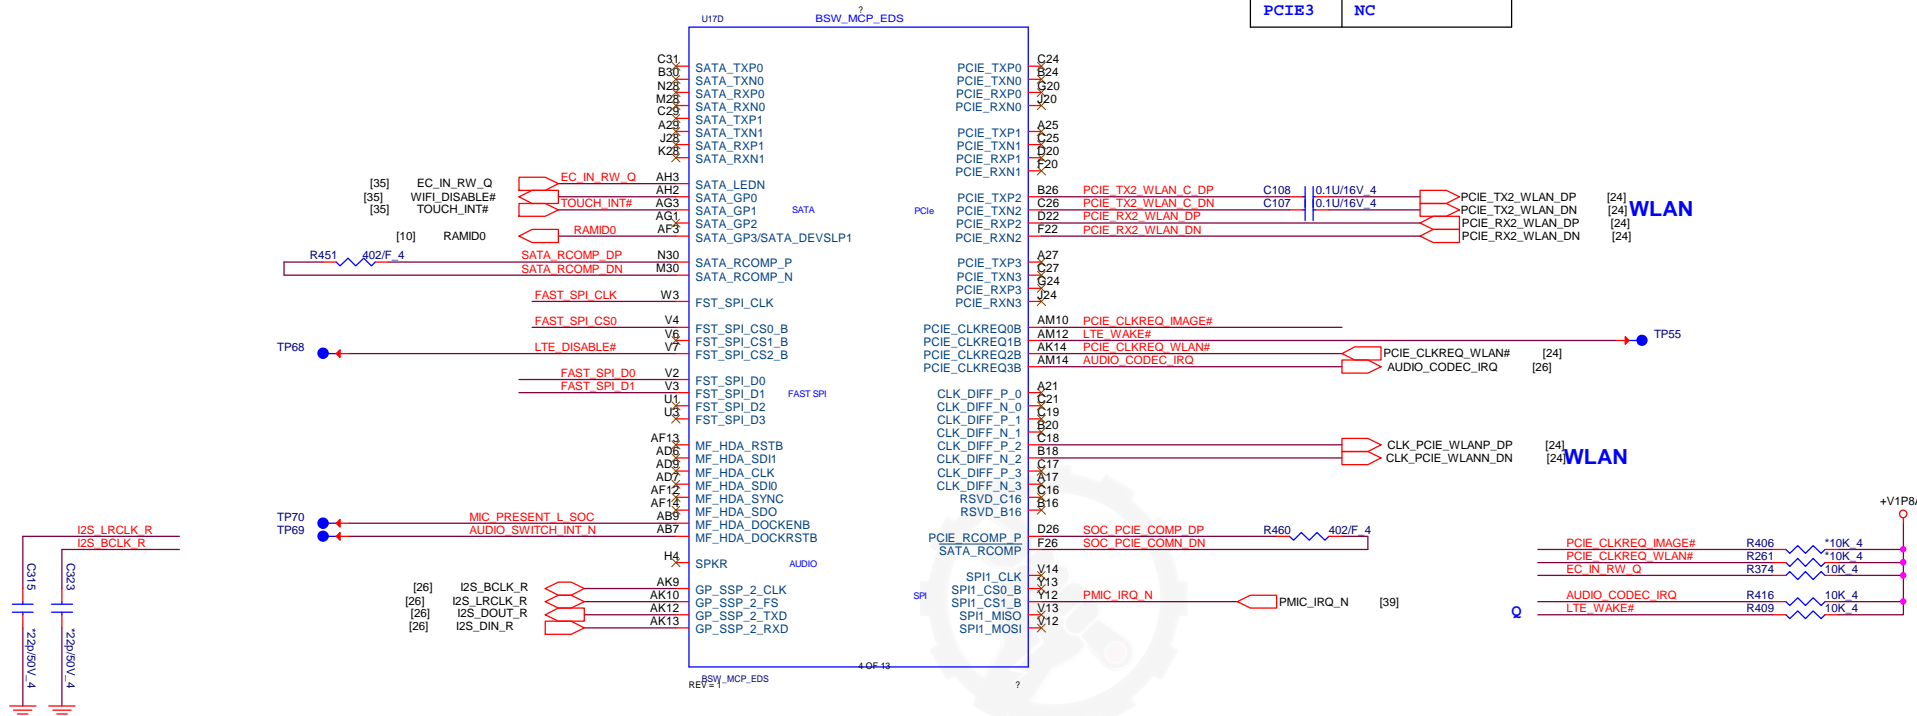 PCIE3 NC
?
U17D BSW_MCP_EDS
C31 SATA_TXP0 PCIE_TXP0 C24
B30 SATA_TXN0 PCIE_TXN0 B24
N28 SATA_RXP0 PCIE_RXP0 G20
M28 SATA_RXN0 PCIE_RXN0 J20
C29 SATA_TXP1
A29 SATA_TXN1 PCIE_TXP1 A25
J28 SATA_RXP1 PCIE_TXN1 C25
K28 SATA_RXN1 PCIE_RXP1 D20
PCIE_RXN1 F20
[35] EC_IN_RW_Q EC_IN_RW_Q AH3 SATA_LEDN
[35] WIFI_DISABLE# AH2 SATA_GP0 PCIE_TXP2 B26 PCIE_TX2_WLAN_C_DP C108 0.1U/16V_4 PCIE_TX2_WLAN_DP [24]
[35] TOUCH_INT# TOUCH_INT# AG3 SATA_GP1 SATA PCIe PCIE_TXN2 C26 PCIE_TX2_WLAN_C_DN C107 0.1U/16V_4 PCIE_TX2_WLAN_DN [24] WLAN
AG1 SATA_GP2 PCIE_RXP2 D22 PCIE_RX2_WLAN_DP PCIE_RX2_WLAN_DP [24]
[10] RAMID0 RAMID0 AF3 SATA_GP3/SATA_DEVSLP1 PCIE_RXN2 F22 PCIE_RX2_WLAN_DN PCIE_RX2_WLAN_DN [24]
R451 402/F_4 SATA_RCOMP_DP N30 SATA_RCOMP_P PCIE_TXP3 A27
SATA_RCOMP_DN M30 SATA_RCOMP_N PCIE_TXN3 C27
PCIE_RXP3 G24
FAST_SPI_CLK W3 FST_SPI_CLK PCIE_RXN3 J24
FAST_SPI_CS0 V4 FST_SPI_CS0_B PCIE_CLKREQ0B AM10 PCIE_CLKREQ_IMAGE#
V6 FST_SPI_CS1_B PCIE_CLKREQ1B AM12 LTE_WAKE# TP55
TP68 LTE_DISABLE# V7 FST_SPI_CS2_B PCIE_CLKREQ2B AK14 PCIE_CLKREQ_WLAN# PCIE_CLKREQ_WLAN# [24]
PCIE_CLKREQ3B AM14 AUDIO_CODEC_IRQ AUDIO_CODEC_IRQ [26]
FAST_SPI_D0 V2 FST_SPI_D0
FAST_SPI_D1 V3 FST_SPI_D1 FAST SPI CLK_DIFF_P_0 A21
U1 FST_SPI_D2 CLK_DIFF_N_0 C21
U3 FST_SPI_D3 CLK_DIFF_P_1 C19
CLK_DIFF_N_1 B20
AF13 MF_HDA_RSTB CLK_DIFF_P_2 C18 CLK_PCIE_WLANP_DP [24]
AD6 MF_HDA_SDI1 CLK_DIFF_N_2 B18 CLK_PCIE_WLANN_DN [24] WLAN
AD9 MF_HDA_CLK CLK_DIFF_P_3 C17
AD7 MF_HDA_SDI0 CLK_DIFF_N_3 A17
AF12 MF_HDA_SYNC RSVD_C16 C16
AF14 MF_HDA_SDO RSVD_B16 B16
TP70 MIC_PRESENT_L_SOC AB9 MF_HDA_DOCKENB
TP69 AUDIO_SWITCH_INT_N AB7 MF_HDA_DOCKRSTB PCIE_RCOMP_P D26 SOC_PCIE_COMP_DP R460 402/F_4
SATA_RCOMP F26 SOC_PCIE_COMN_DN
H4 SPKR AUDIO
SPI1_CLK V14
[26] I2S_BCLK_R AK9 GP_SSP_2_CLK SPI1_CS0_B Y13
[26] I2S_LRCLK_R AK10 GP_SSP_2_FS SPI SPI1_CS1_B Y12 PMIC_IRQ_N PMIC_IRQ_N [39]
[26] I2S_DOUT_R AK12 GP_SSP_2_TXD SPI1_MISO V13
[26] I2S_DIN_R AK13 GP_SSP_2_RXD SPI1_MOSI V12
4 OF 13
BSW_MCP_EDS
REV = 1 ?
I2S_LRCLK_R
I2S_BCLK_R
C315 *22p/50V_4
C323 *22p/50V_4
+V1P8A
PCIE_CLKREQ_IMAGE# R406 *10K_4
PCIE_CLKREQ_WLAN# R261 *10K_4
EC_IN_RW_Q R374 10K_4
AUDIO_CODEC_IRQ R416 10K_4
Q LTE_WAKE# R409 10K_4